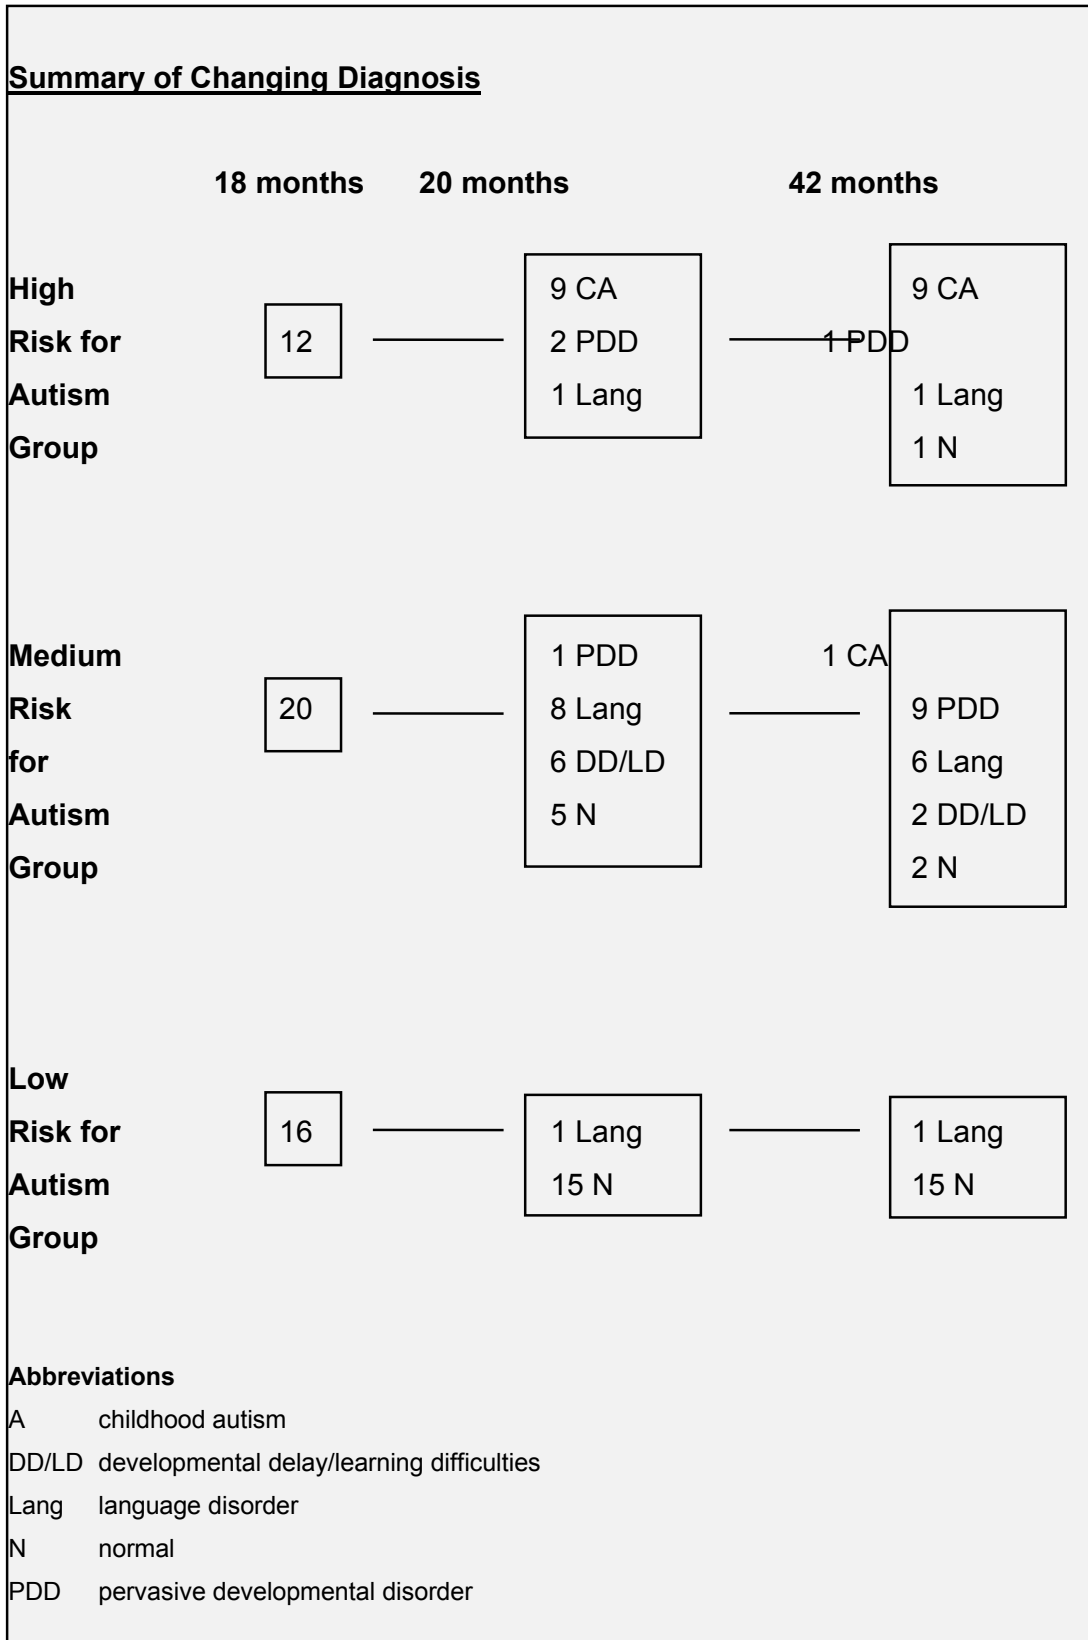 Summary of Changing Diagnosis
18 months 20 months 42 months
High 9 CA 9 CA
Risk for 12 2 PDD 1 PDD
Autism 1 Lang 1 Lang
Group 1 N
Medium 1 PDD 1 CA
Risk 20 8 Lang 9 PDD
for 6 DD/LD 6 Lang
Autism 5 N 2 DD/LD
Group 2 N
Low
Risk for 16 1 Lang 1 Lang
Autism 15 N 15 N
Group
Abbreviations
A childhood autism
DD/LD developmental delay/learning difficulties
Lang language disorder
N normal
PDD pervasive developmental disorder